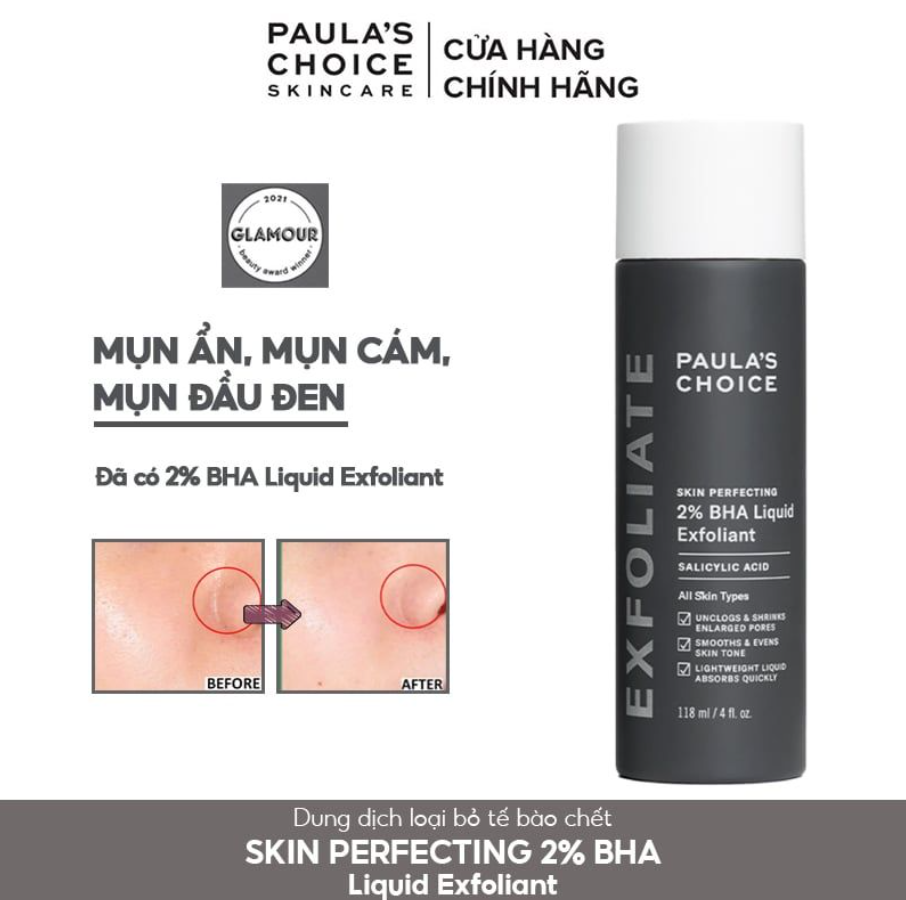 PAULA'S
CHOICE
SKINCARE
CỬA HÀNG
CHÍNH HÃNG
2021
GLAMOUR
beauty award winner
MỤN ẨN, MỤN CÁM,
MỤN ĐẦU ĐEN
Đã có 2% BHA Liquid Exfoliant
BEFORE
AFTER
EXFOLIATE
PAULA'S
CHOICE
SKIN PERFECTING
2% BHA Liquid
Exfoliant
SALICYLIC ACID
All Skin Types
UNCLOGS & SHRINKS
ENLARGED PORES
SMOOTHS & EVENS
SKIN TONE
LIGHTWEIGHT LIQUID
ABSORBS QUICKLY
118 ml / 4 fl. oz.
Dung dịch loại bỏ tế bào chết
SKIN PERFECTING 2% BHA
Liquid Exfoliant